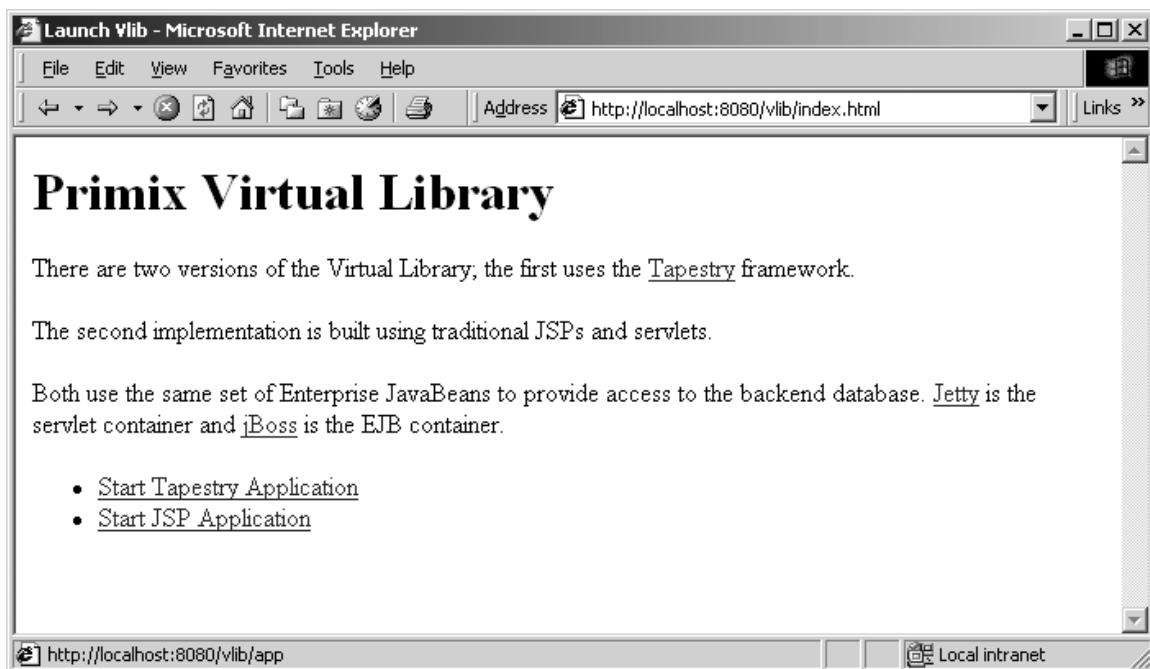 Launch Vlib - Microsoft Internet Explorer
File Edit View Favorites Tools Help
Address http://localhost:8080/vlib/index.html Links »
Primix Virtual Library
There are two versions of the Virtual Library; the first uses the Tapestry framework.
The second implementation is built using traditional JSPs and servlets.
Both use the same set of Enterprise JavaBeans to provide access to the backend database. Jetty is the
servlet container and jBoss is the EJB container.
• Start Tapestry Application
• Start JSP Application
http://localhost:8080/vlib/app Local intranet